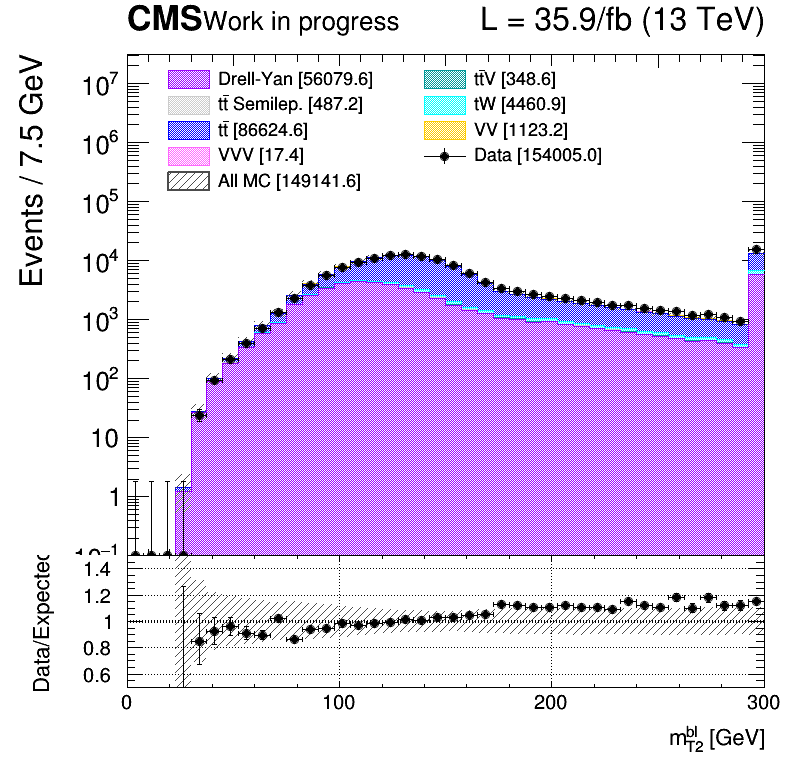 CMS Work in progress L = 35.9/fb (13 TeV)
Events / 7.5 GeV
10⁷
10⁶
10⁵
10⁴
10³
10²
10
1
10⁻¹
Drell-Yan [56079.6]
tt̄ Semilep. [487.2]
tt̄ [86624.6]
VVV [17.4]
All MC [149141.6]
tt̄V [348.6]
tW [4460.9]
VV [1123.2]
Data [154005.0]
Data/Expected
1.4
1.2
1
0.8
0.6
0 100 200 300
m_T2^bl [GeV]